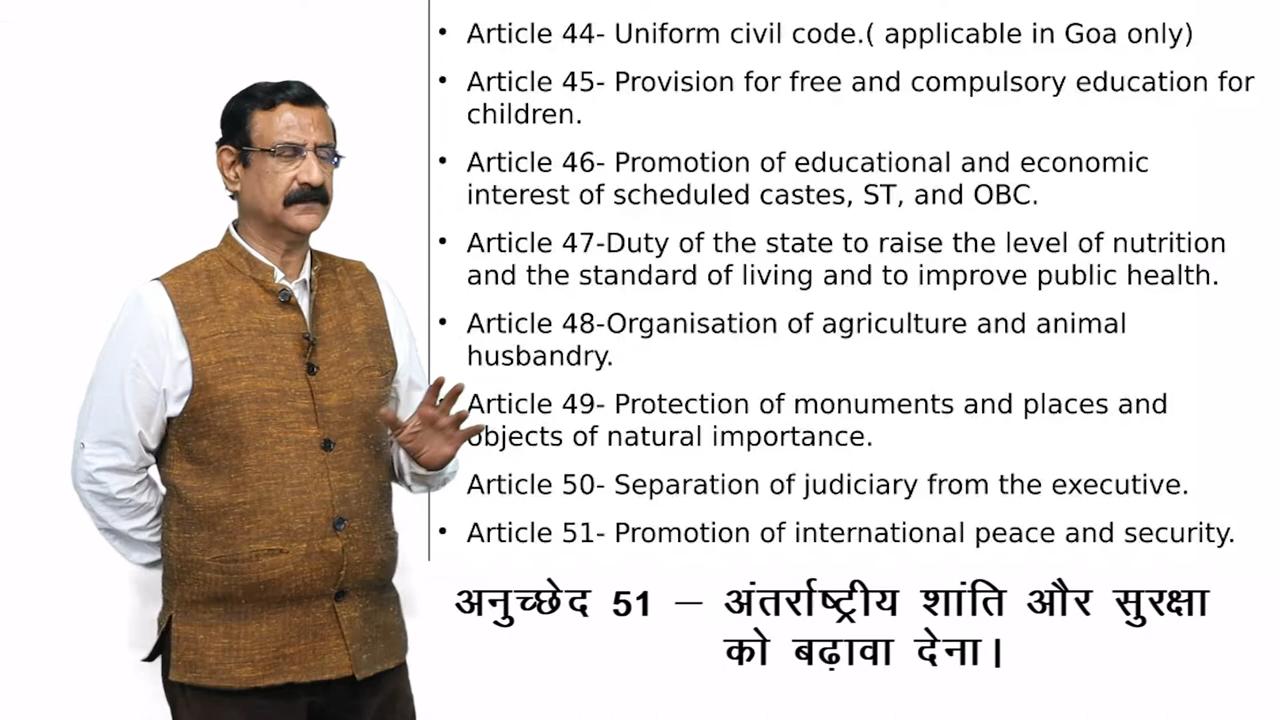 • Article 44- Uniform civil code.( applicable in Goa only)
• Article 45- Provision for free and compulsory education for
children.
• Article 46- Promotion of educational and economic
interest of scheduled castes, ST, and OBC.
• Article 47-Duty of the state to raise the level of nutrition
and the standard of living and to improve public health.
• Article 48-Organisation of agriculture and animal
husbandry.
Article 49- Protection of monuments and places and
objects of natural importance.
Article 50- Separation of judiciary from the executive.
• Article 51- Promotion of international peace and security.
अनुच्छेद 51 – अंतर्राष्ट्रीय शांति और सुरक्षा
को बढ़ावा देना।